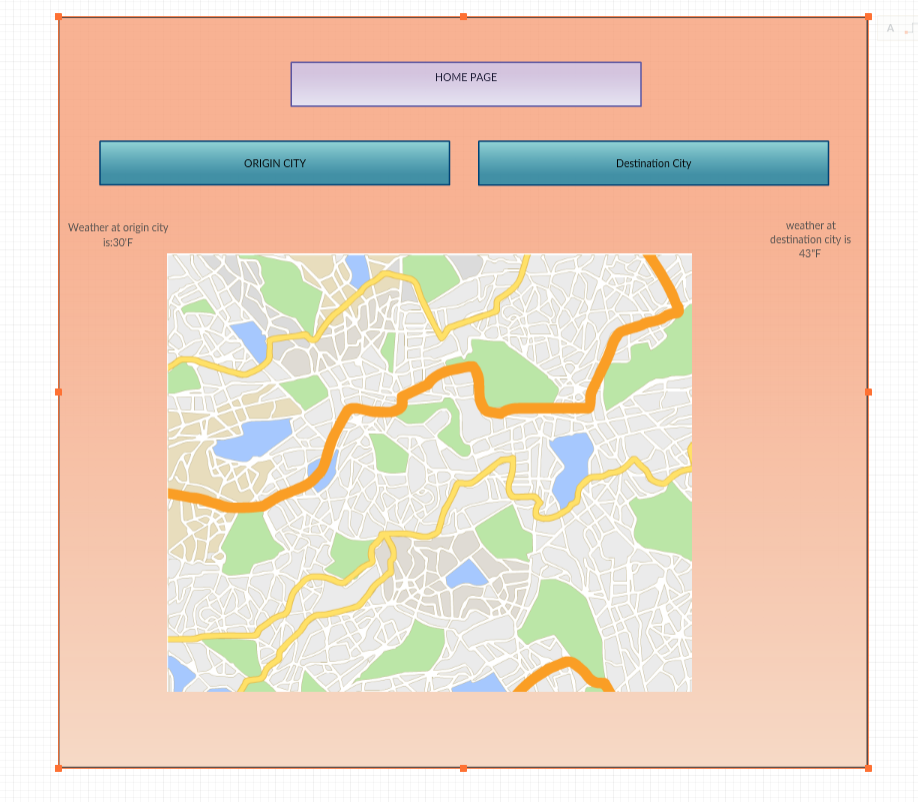 A
HOME PAGE
ORIGIN CITY
Destination City
Weather at origin city
is:30'F
weather at
destination city is
43"F